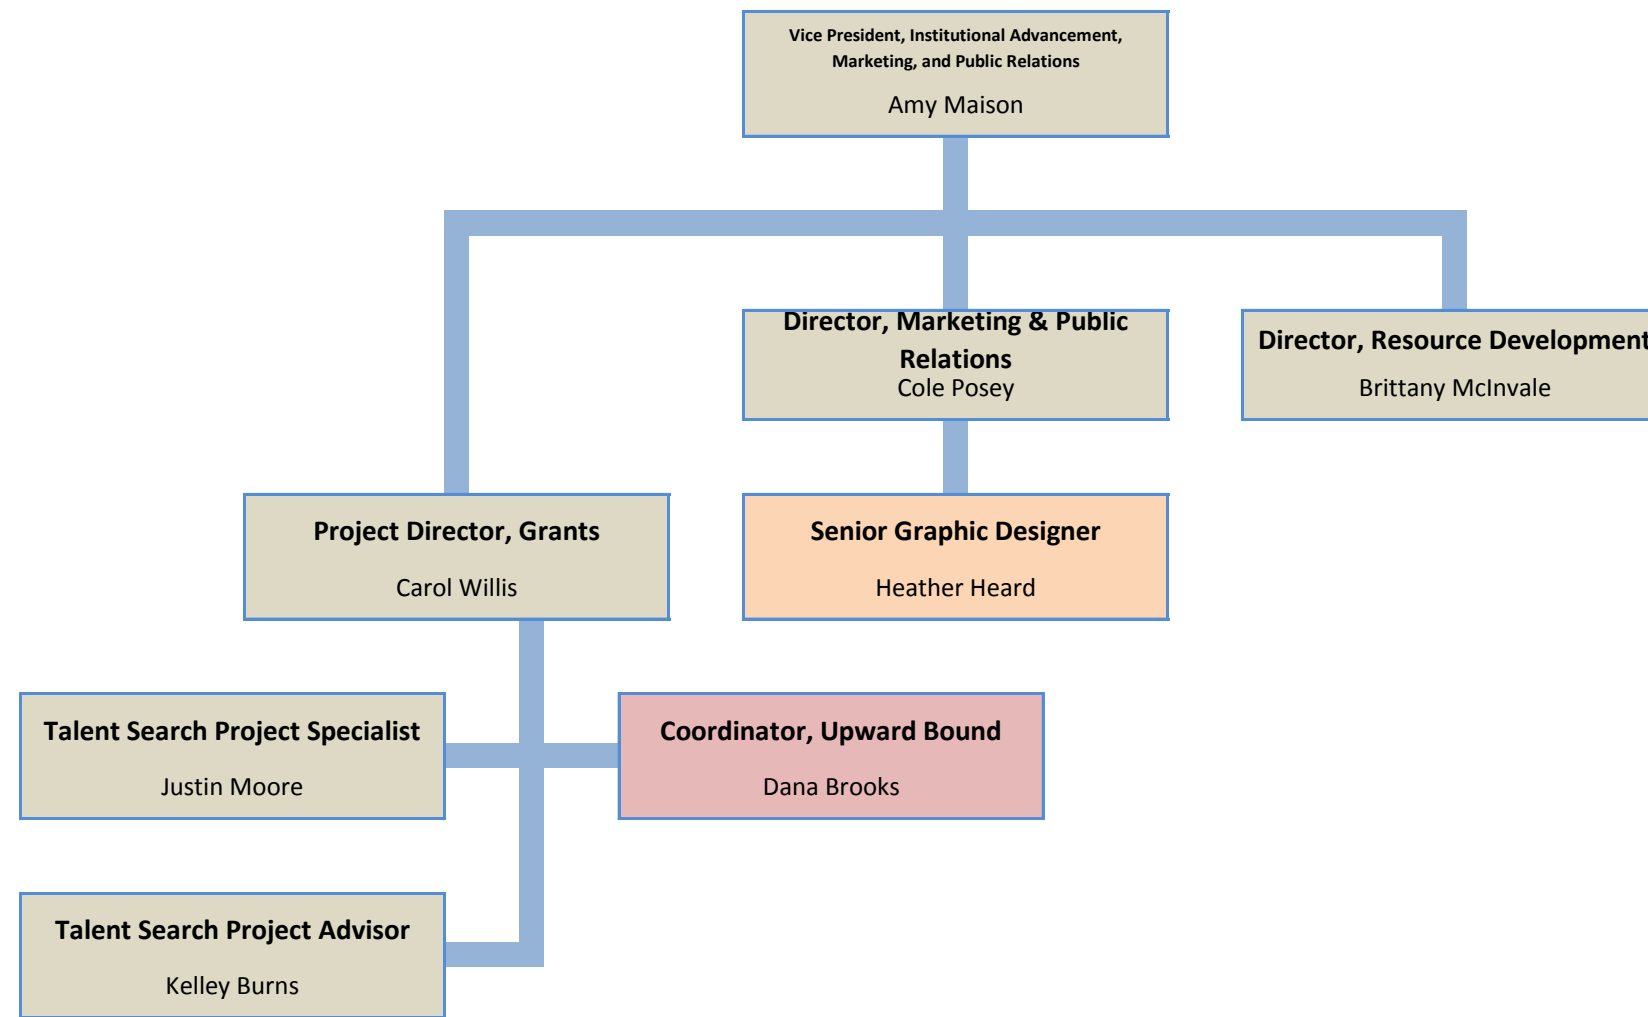 Vice President, Institutional Advancement,
Marketing, and Public Relations
Amy Maison
Director, Marketing & Public
Relations
Cole Posey
Director, Resource Development
Brittany McInvale
Project Director, Grants
Carol Willis
Senior Graphic Designer
Heather Heard
Talent Search Project Specialist
Justin Moore
Coordinator, Upward Bound
Dana Brooks
Talent Search Project Advisor
Kelley Burns